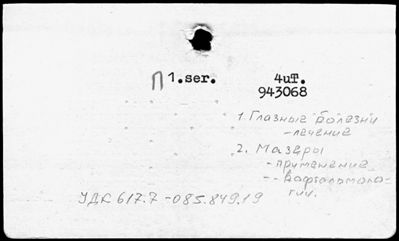 П 1.ser. 4uT.
943068
1. Глазные болезни
-лечение
2. Мазеры
-применение
-- в офтальмоло-
гии.
УДК 617.7-085.849.19